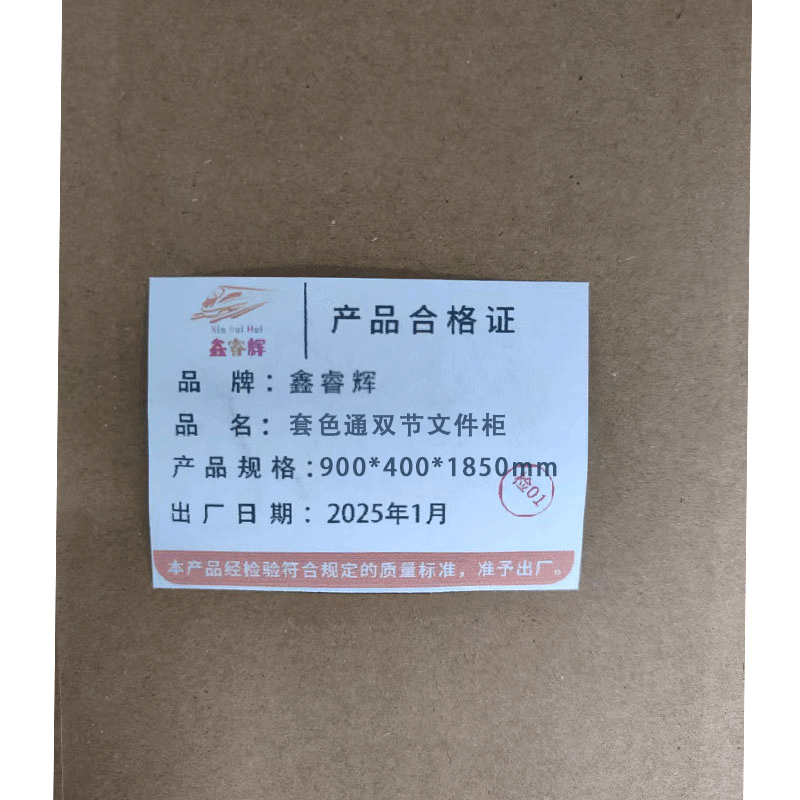 Xin Rui Hui
鑫睿辉
产品合格证
品 牌：鑫睿辉
品 名：套色通双节文件柜
产品规格：900*400*1850mm
检01
出厂日期：2025年1月
本产品经检验符合规定的质量标准，准予出厂。